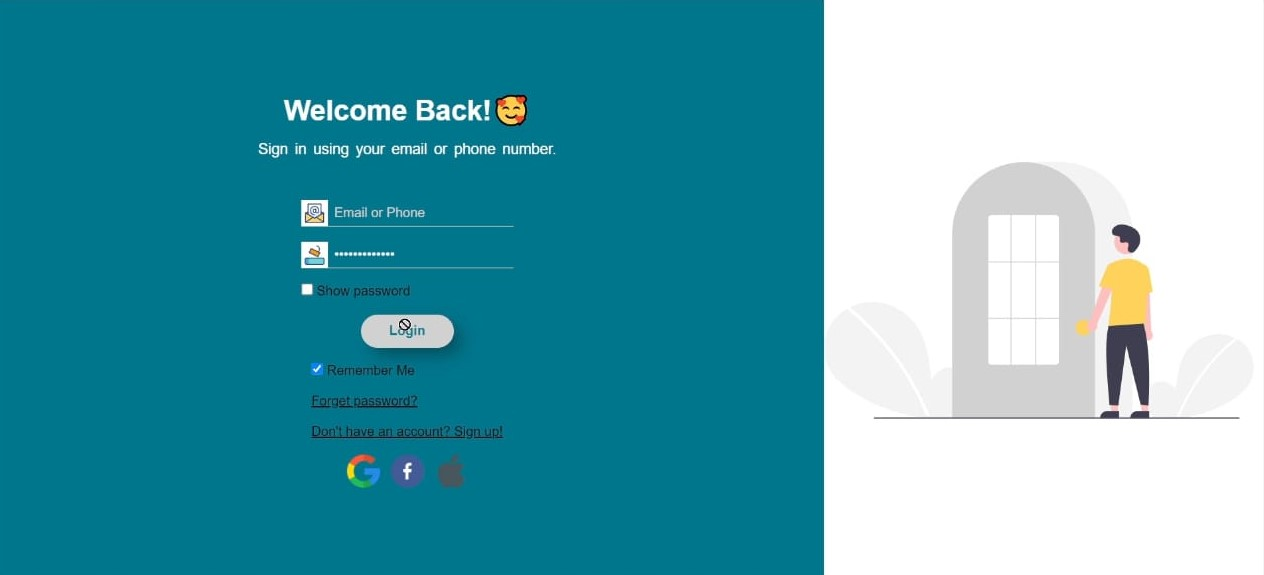 Welcome Back!🥰
Sign in using your email or phone number.
Email or Phone
•••••••••••••
Show password
Login
Remember Me
Forget password?
Don't have an account? Sign up!